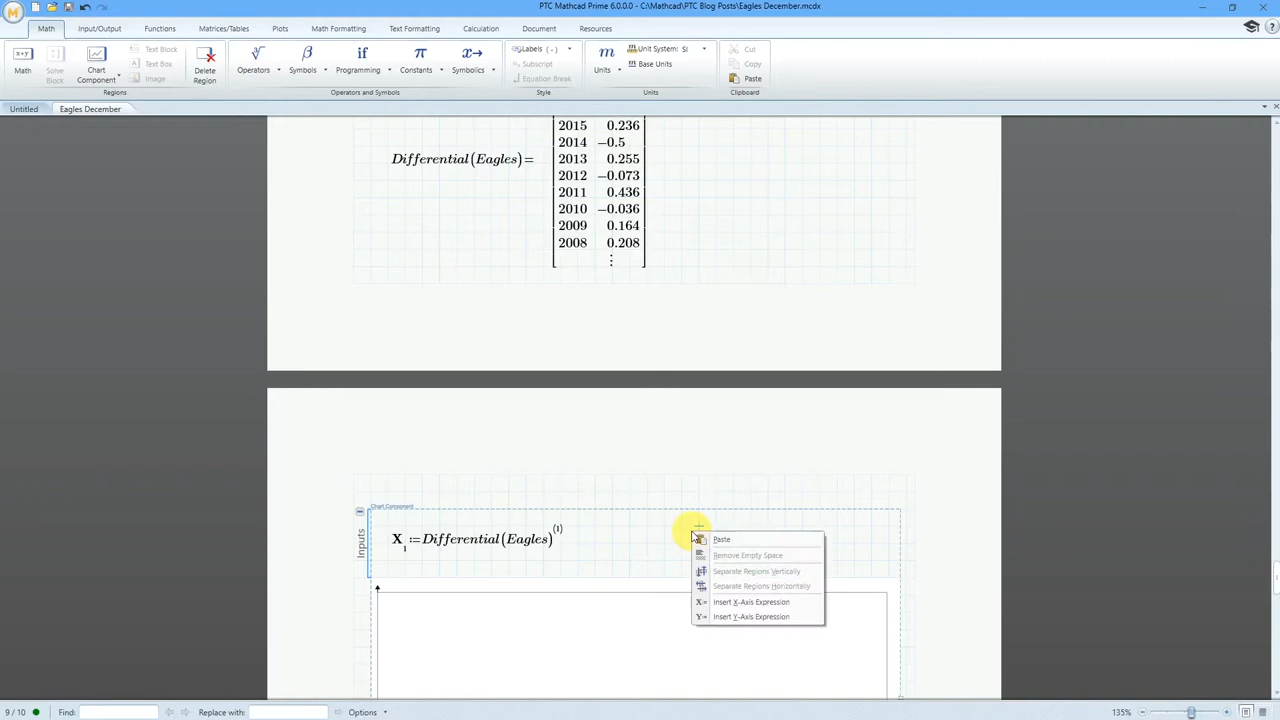 PTC Mathcad Prime 6.0.0.0 - C:\Mathcad\PTC Blog Posts\Eagles December.mcdx
Math Input/Output Functions Matrices/Tables Plots Math Formatting Text Formatting Calculation Document Resources
Math
Solve Block
Chart Component
Text Block
Text Box
Image
Delete Region
Regions
Operators
Symbols
Programming
Constants
Symbolics
Operators and Symbols
Labels ( - )
Subscript
Equation Break
Style
Units
Unit System: SI
Base Units
Units
Cut
Copy
Paste
Clipboard
Untitled Eagles December
2015 0.236
2014 −0.5
Differential(Eagles)= 2013 0.255
2012 −0.073
2011 0.436
2010 −0.036
2009 0.164
2008 0.208
⋮
Chart Component
Inputs
X₁:=Differential(Eagles)⁽¹⁾
Paste
Remove Empty Space
Separate Regions Vertically
Separate Regions Horizontally
X= Insert X-Axis Expression
Y= Insert Y-Axis Expression
9 / 10 Find: Replace with: Options 135%